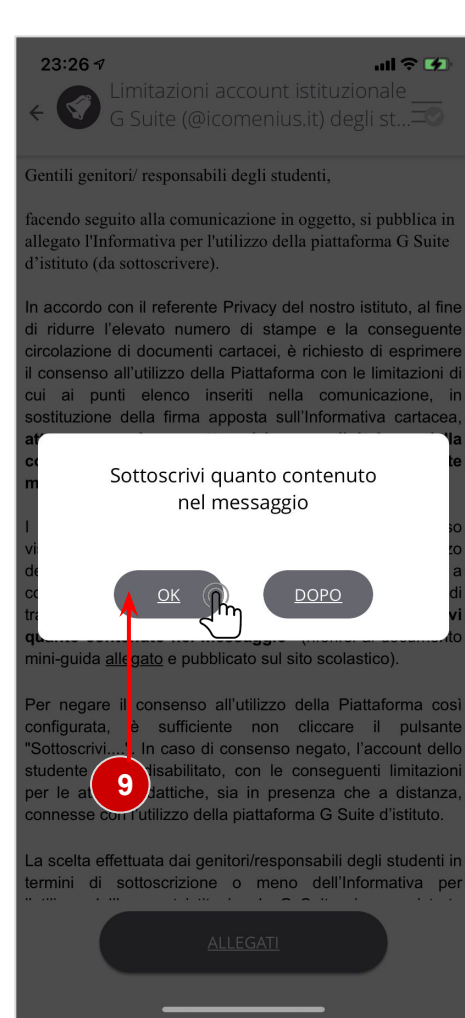 23:26
Limitazioni account istituzionale
G Suite (@icomenius.it) degli st...
Gentili genitori/ responsabili degli studenti,
facendo seguito alla comunicazione in oggetto, si pubblica in
allegato l'Informativa per l'utilizzo della piattaforma G Suite
d’istituto (da sottoscrivere).
In accordo con il referente Privacy del nostro istituto, al fine
di ridurre l’elevato numero di stampe e la conseguente
circolazione di documenti cartacei, è richiesto di esprimere
il consenso all’utilizzo della Piattaforma con le limitazioni di
cui ai punti elenco inseriti nella comunicazione, in
sostituzione della firma apposta sull’Informativa cartacea,
Sottoscrivi quanto contenuto
nel messaggio
OK
DOPO
mini-guida allegato e pubblicato sul sito scolastico).
Per negare il consenso all’utilizzo della Piattaforma così
configurata, è sufficiente non cliccare il pulsante
"Sottoscrivi....". In caso di consenso negato, l’account dello
studente disabilitato, con le conseguenti limitazioni
9
per le dattiche, sia in presenza che a distanza,
connesse con l’utilizzo della piattaforma G Suite d’istituto.
La scelta effettuata dai genitori/responsabili degli studenti in
termini di sottoscrizione o meno dell’Informativa per
ALLEGATI